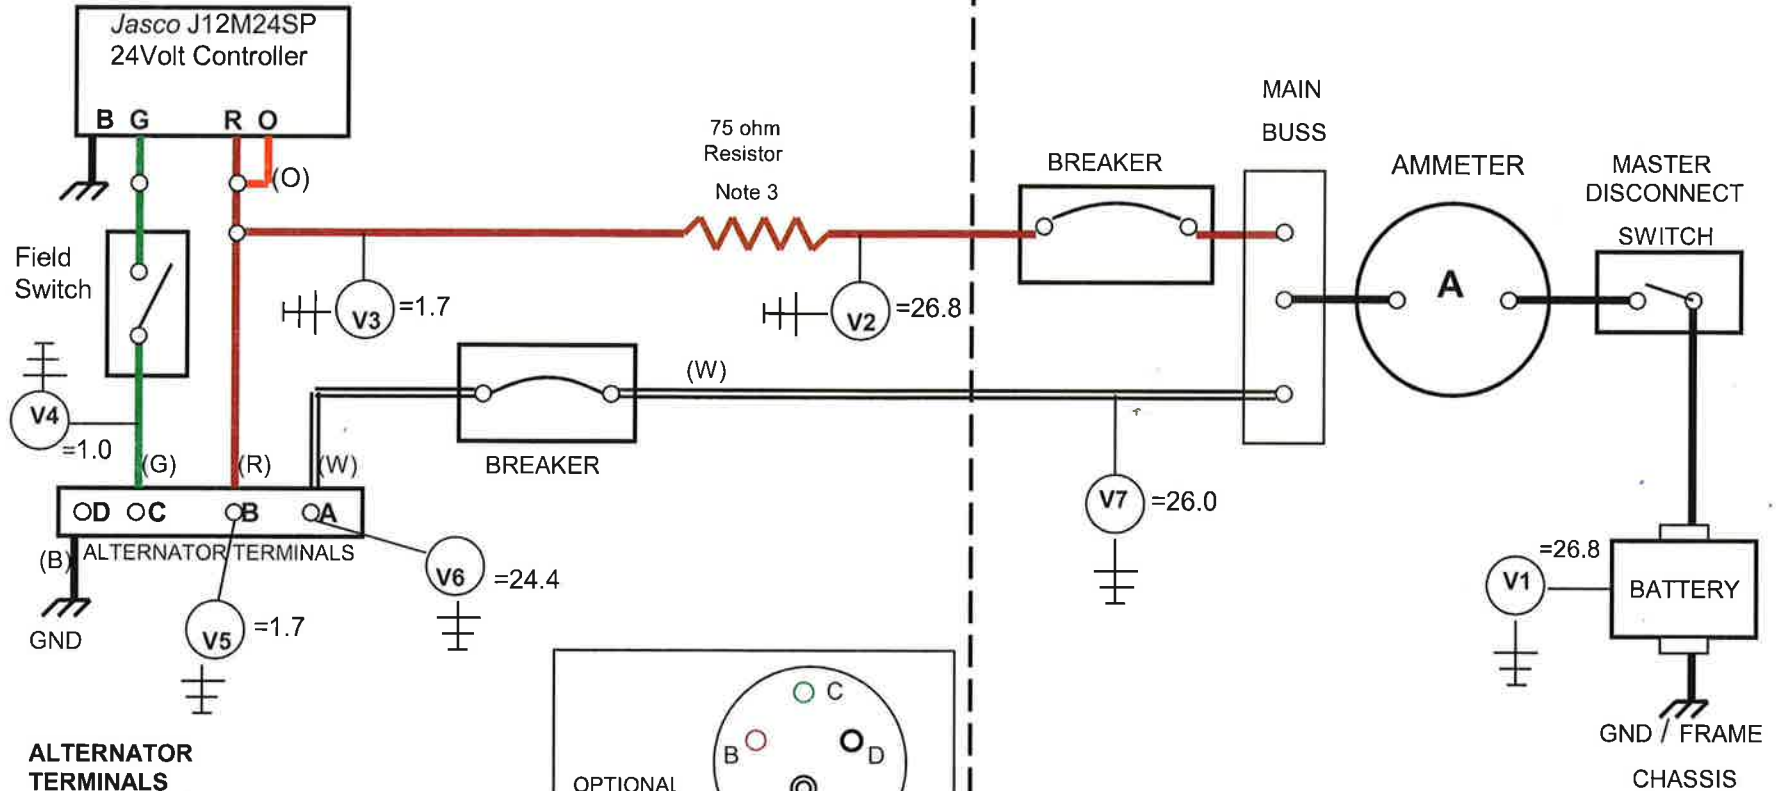 Jasco J12M24SP
24Volt Controller
B G R O
(O)
75 ohm
Resistor
Note 3
BREAKER
MAIN
BUSS
AMMETER
A
MASTER
DISCONNECT
SWITCH
Field
Switch
V3 =1.7
V2 =26.8
V4
=1.0
(W)
BREAKER
(G) (R) (W)
D C B A
ALTERNATOR TERMINALS
(B)
GND
V5 =1.7
V6 =24.4
V7 =26.0
V1
=26.8
BATTERY
GND / FRAME
CHASSIS
ALTERNATOR
TERMINALS
C
B D
OPTIONAL